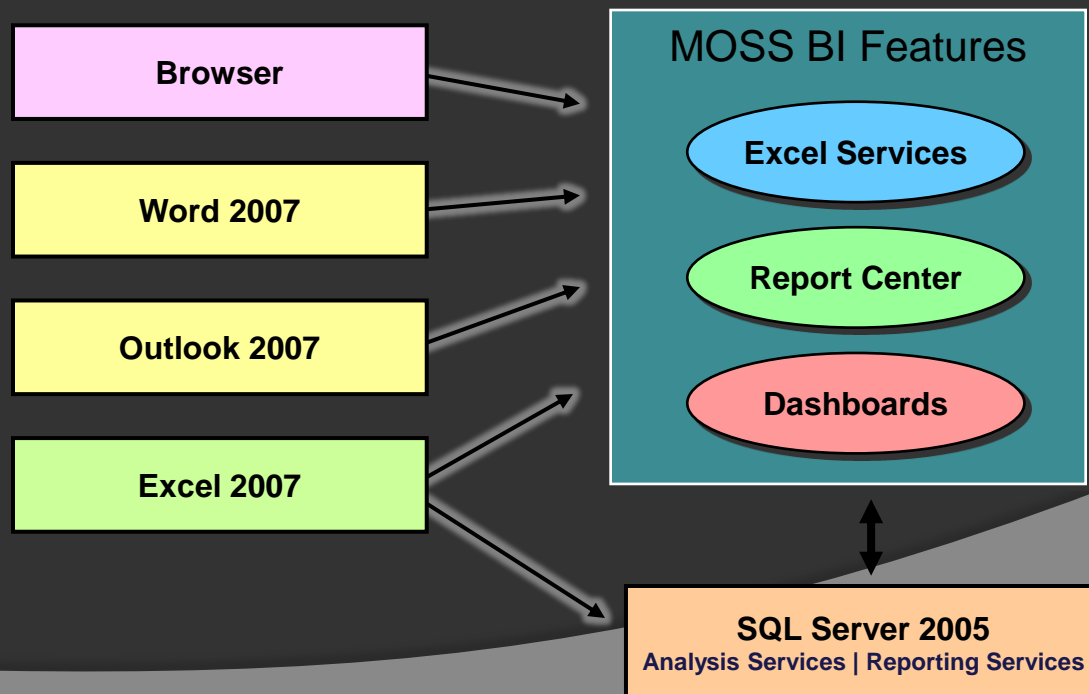 Browser
Word 2007
Outlook 2007
Excel 2007
MOSS BI Features
Excel Services
Report Center
Dashboards
SQL Server 2005
Analysis Services | Reporting Services